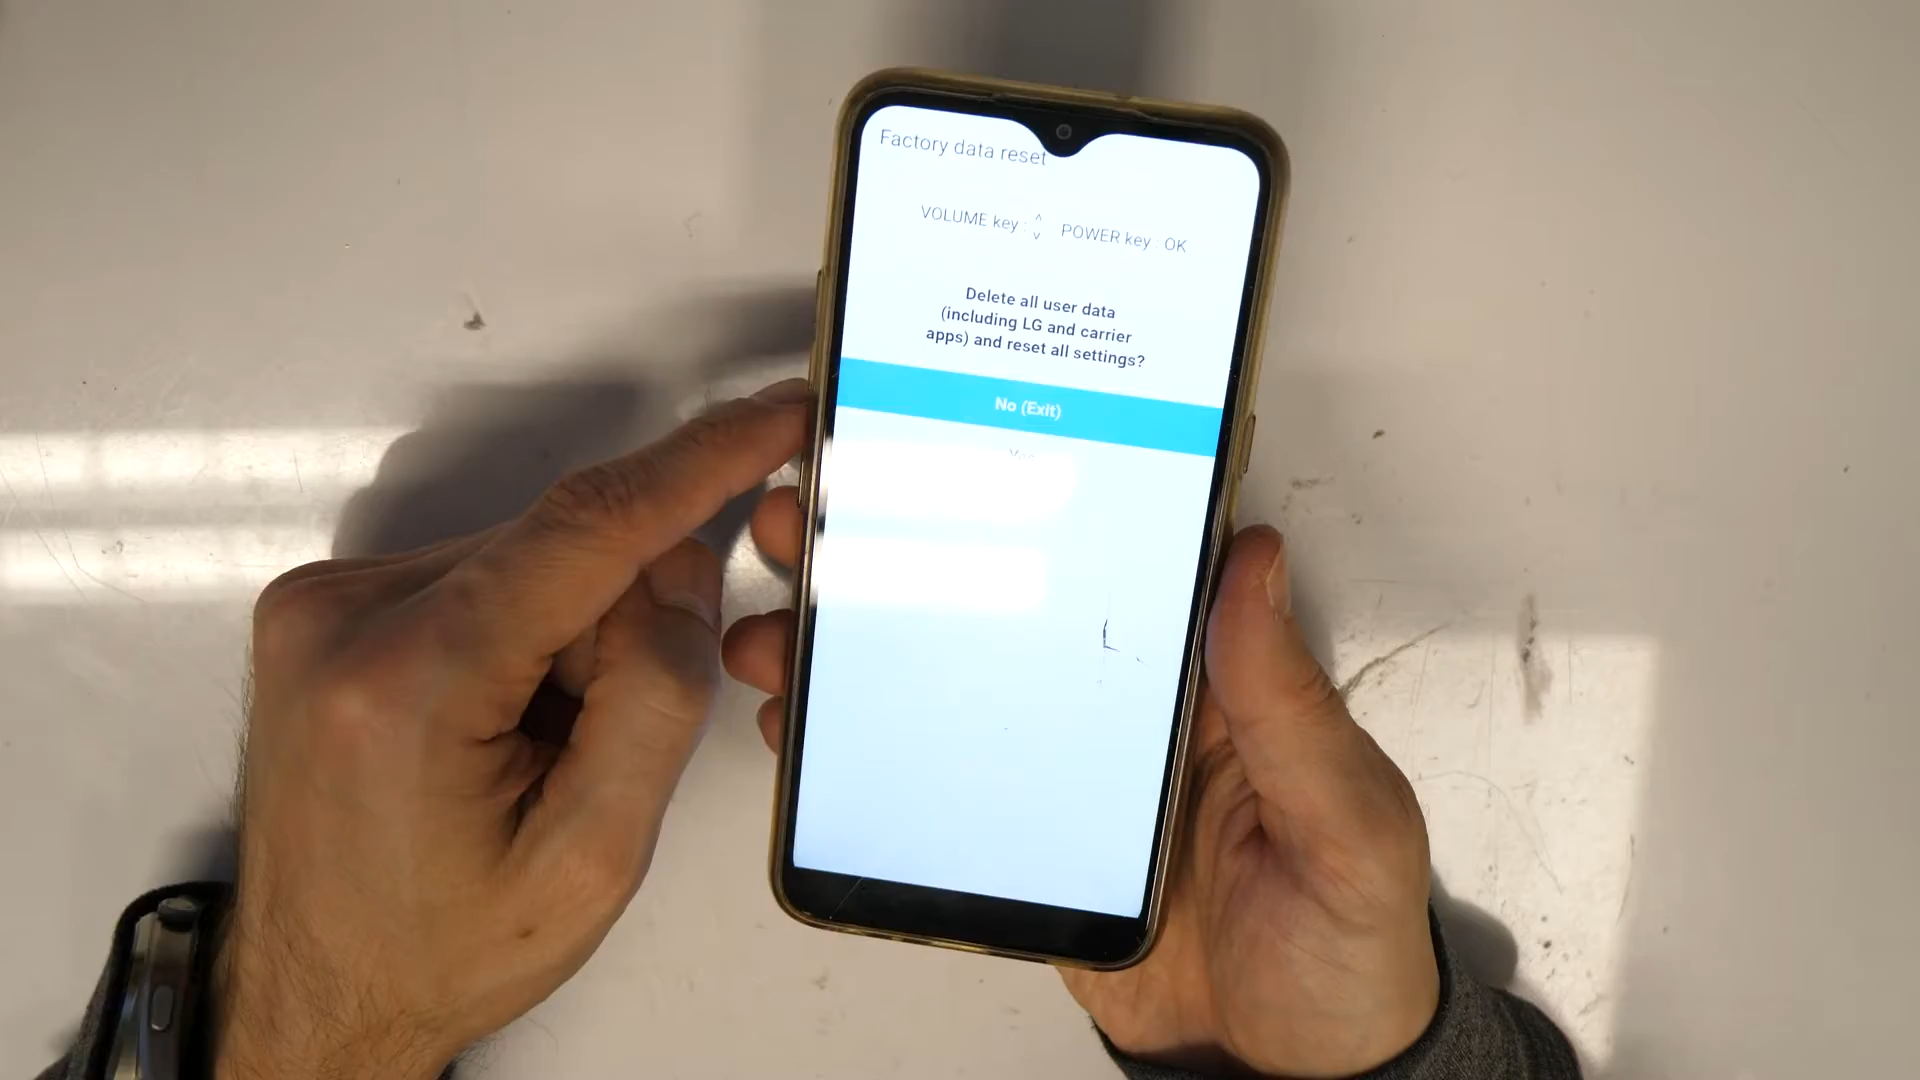 Factory data reset
VOLUME key : ^ v POWER key : OK
Delete all user data
(including LG and carrier
apps) and reset all settings?
No (Exit)
Yes